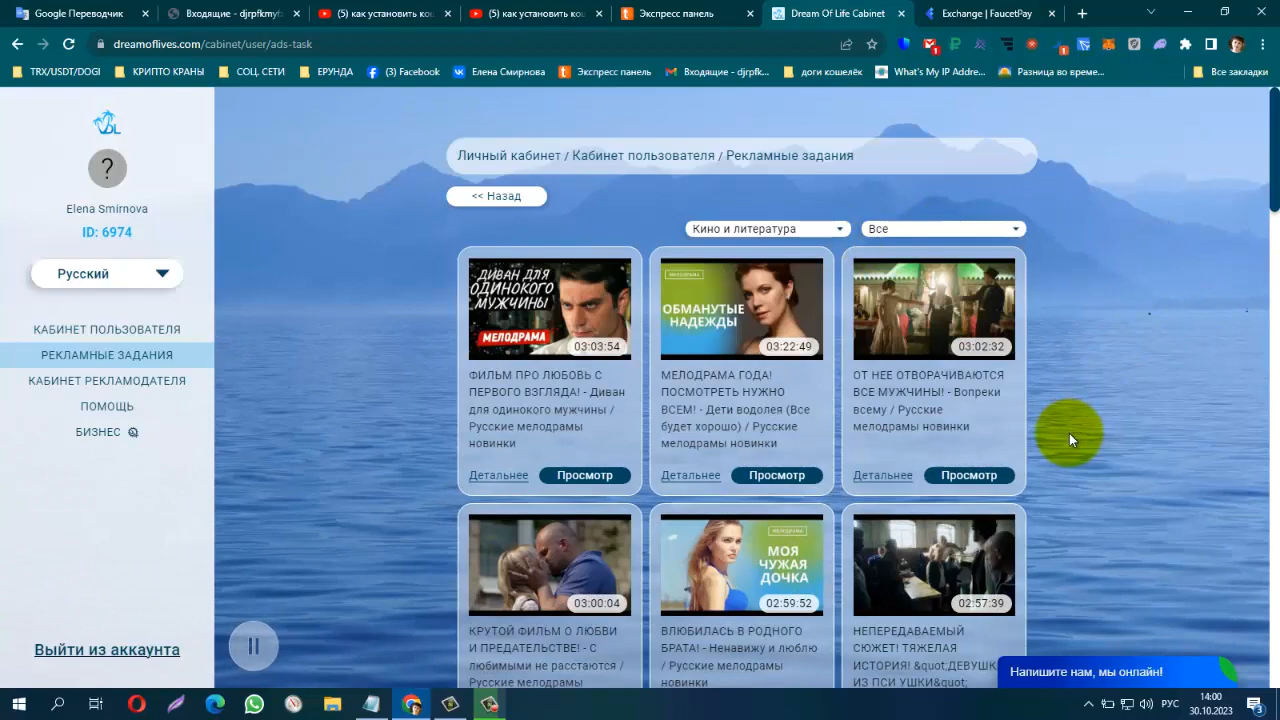 Google Переводчик
Входящие - djrpfkmyt
(5) как установить кош
(5) как установить кош
Экспресс панель
Dream Of Life Cabinet
Exchange | FaucetPay
dreamoflives.com/cabinet/user/ads-task
TRX/USDT/DOGI
КРИПТО КРАНЫ
СОЦ. СЕТИ
ЕРУНДА
(3) Facebook
Елена Смирнова
Экспресс панель
Входящие - djrpfk...
доги кошелёк
What's My IP Addre...
Разница во време...
Все закладки
DL
?
Elena Smirnova
ID: 6974
Русский
КАБИНЕТ ПОЛЬЗОВАТЕЛЯ
РЕКЛАМНЫЕ ЗАДАНИЯ
КАБИНЕТ РЕКЛАМОДАТЕЛЯ
ПОМОЩЬ
БИЗНЕС
Выйти из аккаунта
Личный кабинет / Кабинет пользователя / Рекламные задания
<< Назад
Кино и литература
Все
ДИВАН ДЛЯ
ОДИНОКОГО
МУЖЧИНЫ
МЕЛОДРАМА
03:03:54
ФИЛЬМ ПРО ЛЮБОВЬ С
ПЕРВОГО ВЗГЛЯДА! - Диван
для одинокого мужчины /
Русские мелодрамы
новинки
Детальнее
Просмотр
МЕЛОДРАМА
ОБМАНУТЫЕ
НАДЕЖДЫ
03:22:49
МЕЛОДРАМА ГОДА!
ПОСМОТРЕТЬ НУЖНО
ВСЕМ! - Дети водолея (Все
будет хорошо) / Русские
мелодрамы новинки
Детальнее
Просмотр
03:02:32
ОТ НЕЕ ОТВОРАЧИВАЮТСЯ
ВСЕ МУЖЧИНЫ! - Вопреки
всему / Русские
мелодрамы новинки
Детальнее
Просмотр
03:00:04
КРУТОЙ ФИЛЬМ О ЛЮБВИ
И ПРЕДАТЕЛЬСТВЕ! - С
любимыми не расстаются /
Русские мелодрамы
МЕЛОДРАМА
МОЯ
ЧУЖАЯ
ДОЧКА
02:59:52
ВЛЮБИЛАСЬ В РОДНОГО
БРАТА! - Ненавижу и люблю
/ Русские мелодрамы
новинки
02:57:39
НЕПЕРЕДАВАЕМЫЙ
СЮЖЕТ! ТЯЖЕЛАЯ
ИСТОРИЯ! &quot;ДЕВУШК
ИЗ ПСИ УШКИ&quot;
Напишите нам, мы онлайн!
РУС
14:00
30.10.2023
3